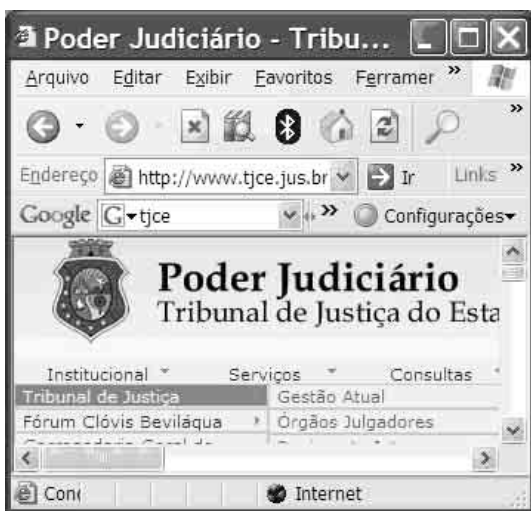 Poder Judiciário - Tribu...
Arquivo Editar Exibir Favoritos Ferramer »
»
Endereço http://www.tjce.jus.br Ir Links »
Google G tjce » Configurações
Poder Judiciário
Tribunal de Justiça do Esta
Institucional Serviços Consultas
Tribunal de Justiça Gestão Atual
Fórum Clóvis Beviláqua Órgãos Julgadores
Internet